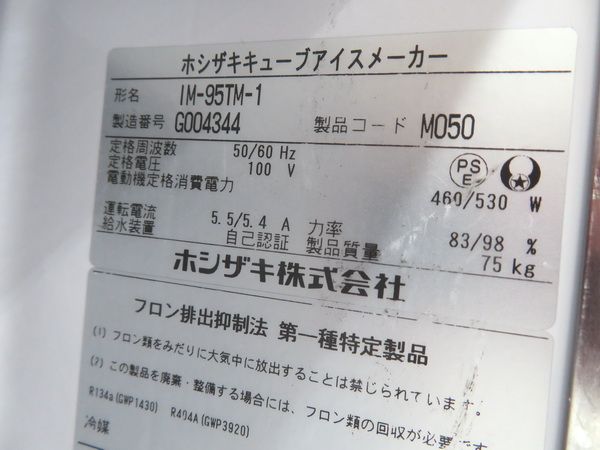 ホシザキキューブアイスメーカー
形名 IM-95TM-1
製造番号 G004344 製品コード M050
定格周波数 50/60 Hz
定格電圧 100 V
電動機定格消費電力 460/530 W
PS E
運転電流 5.5/5.4 A 力率 83/98 %
給水装置 自己認証 製品質量 75 kg
ホシザキ株式会社
フロン排出抑制法 第一種特定製品
(1) フロン類をみだりに大気中に放出することは禁じられています。
(2) この製品を廃棄・整備する場合には、フロン類の回収が必要です
R134a(GWP1430) R404A(GWP3920)
冷媒